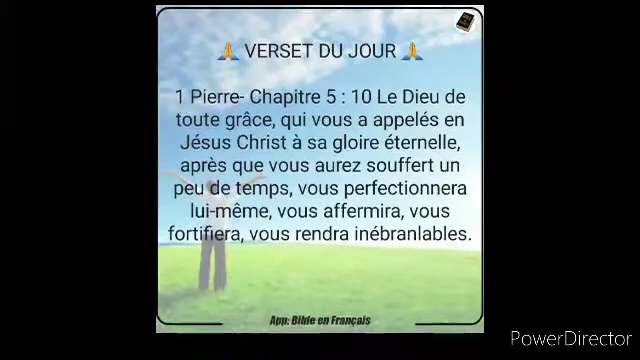 🙏 VERSET DU JOUR 🙏
1 Pierre- Chapitre 5 : 10 Le Dieu de
toute grâce, qui vous a appelés en
Jésus Christ à sa gloire éternelle,
après que vous aurez souffert un
peu de temps, vous perfectionnera
lui-même, vous affermira, vous
fortifiera, vous rendra inébranlables.
App: Bible en Français
PowerDirector